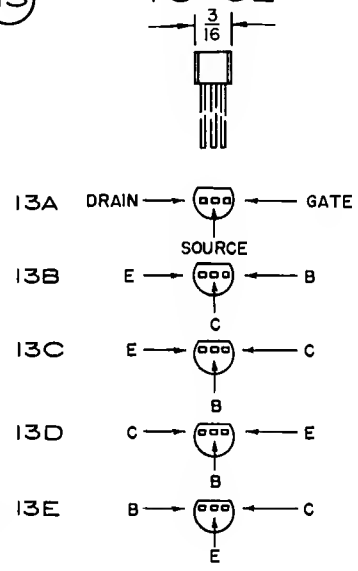 3
16
13A DRAIN GATE
SOURCE
13B E B
C
13C E C
B
13D C E
B
13E B C
E